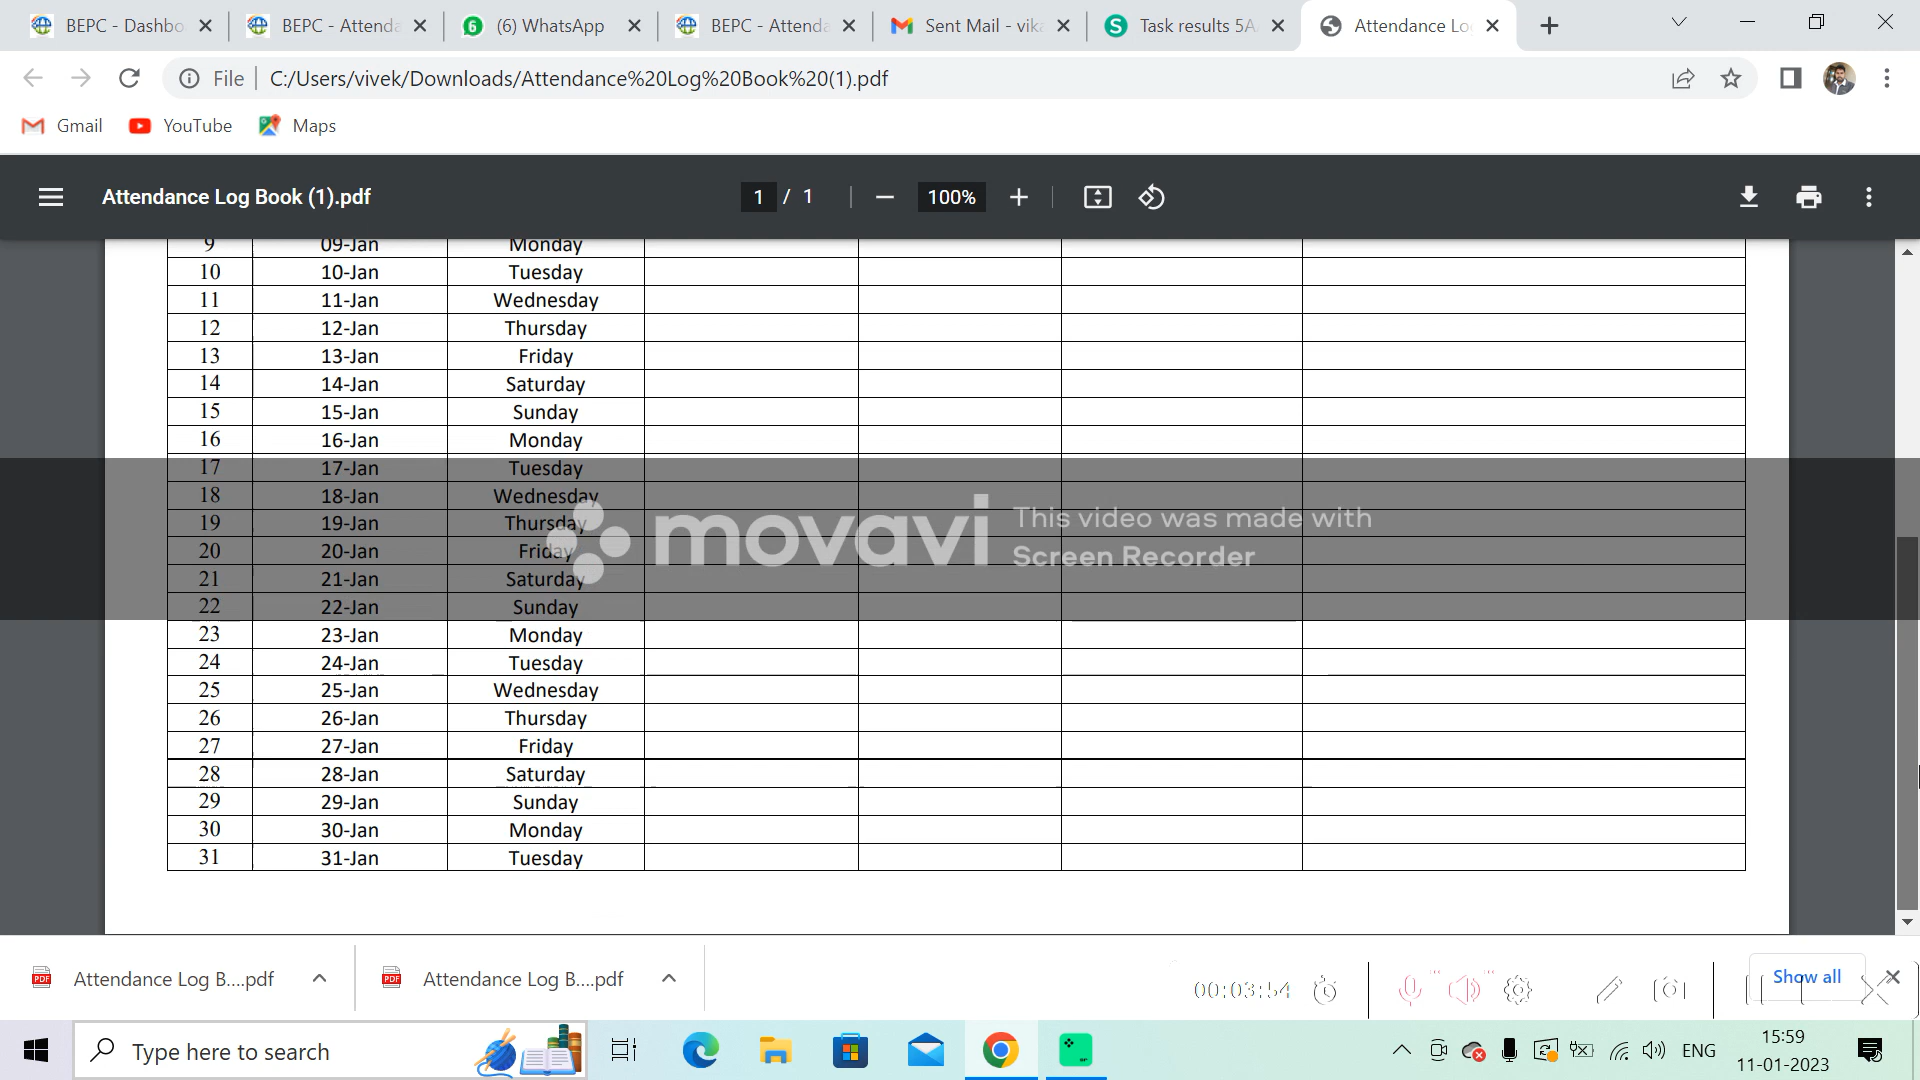 BEPC - Dashbo
BEPC - Attenda
(6) WhatsApp
BEPC - Attenda
Sent Mail - vika
Task results 5A
Attendance Lo
File
C:/Users/vivek/Downloads/Attendance%20Log%20Book%20(1).pdf
Gmail
YouTube
Maps
Attendance Log Book (1).pdf
1 / 1
100%
9 09-Jan Monday
10 10-Jan Tuesday
11 11-Jan Wednesday
12 12-Jan Thursday
13 13-Jan Friday
14 14-Jan Saturday
15 15-Jan Sunday
16 16-Jan Monday
17 17-Jan Tuesday
18 18-Jan Wednesday
19 19-Jan Thursday
20 20-Jan Friday
21 21-Jan Saturday
22 22-Jan Sunday
23 23-Jan Monday
24 24-Jan Tuesday
25 25-Jan Wednesday
26 26-Jan Thursday
27 27-Jan Friday
28 28-Jan Saturday
29 29-Jan Sunday
30 30-Jan Monday
31 31-Jan Tuesday
movavi
This video was made with
Screen Recorder
Attendance Log B....pdf
Attendance Log B....pdf
00:03:54
Show all
Type here to search
ENG
15:59
11-01-2023